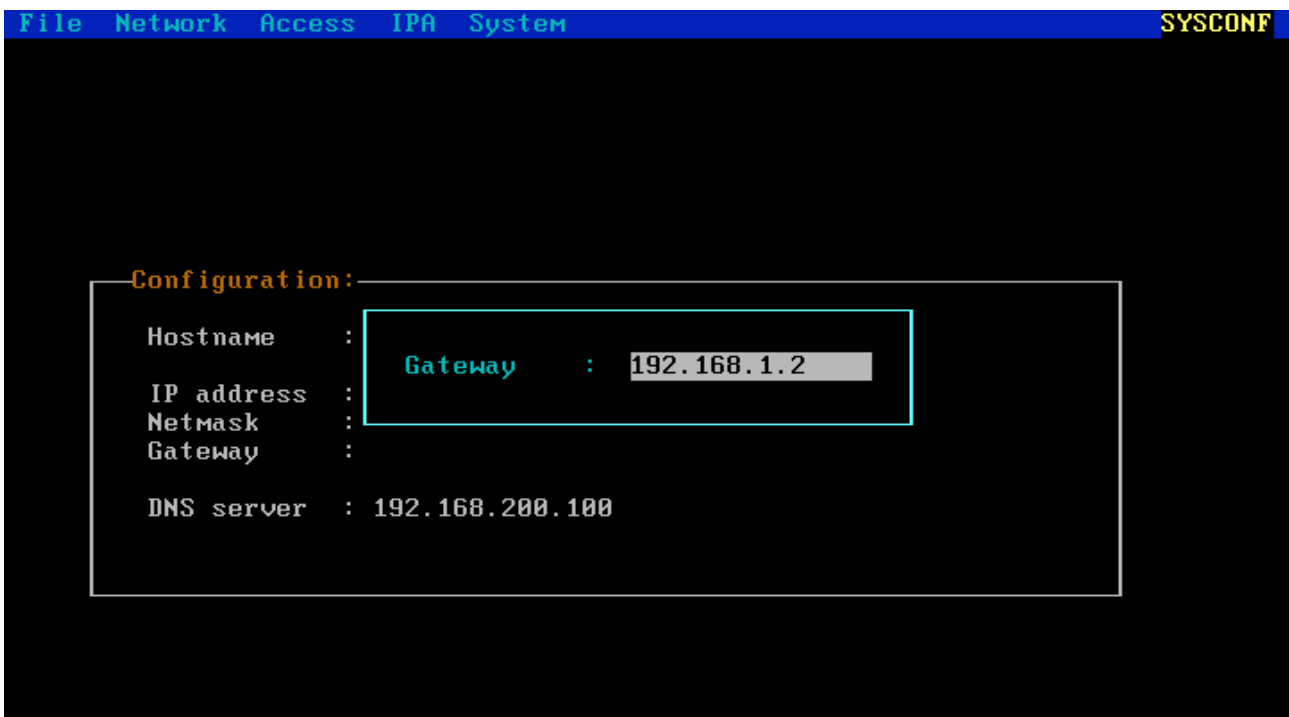 File Network Access IPA System SYSCONF
Configuration:
Hostname :
Gateway : 192.168.1.2
IP address :
Netmask :
Gateway :
DNS server : 192.168.200.100